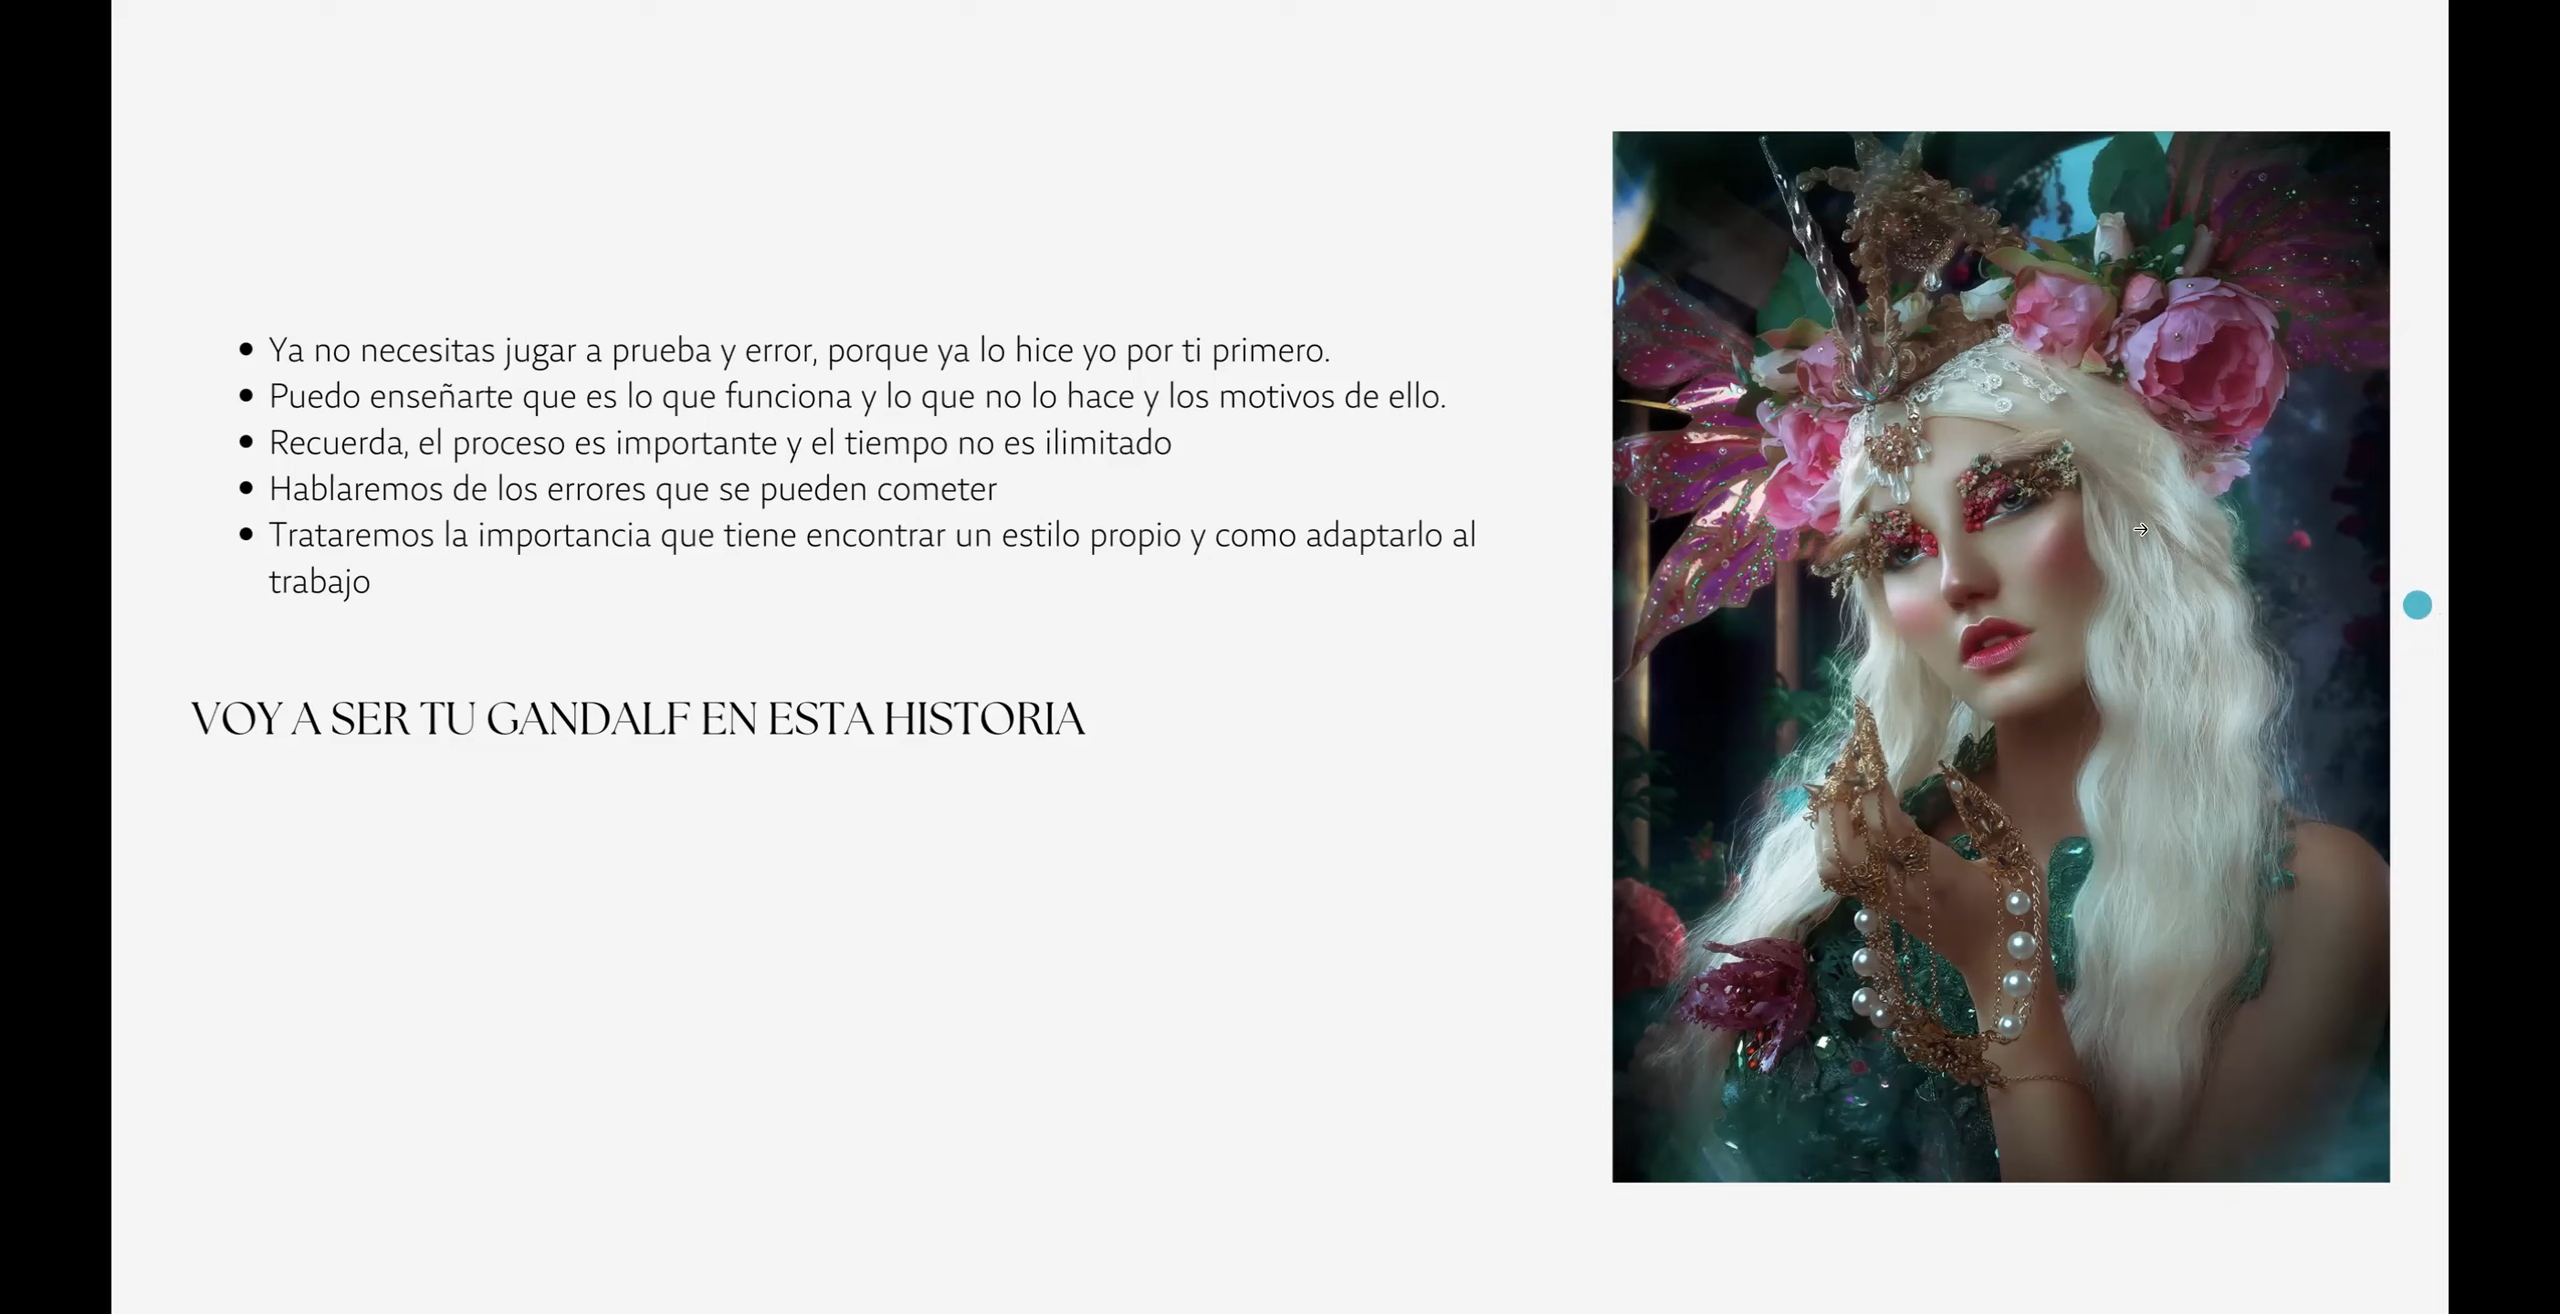 Ya no necesitas jugar a prueba y error, porque ya lo hice yo por ti primero.
Puedo enseñarte que es lo que funciona y lo que no lo hace y los motivos de ello.
Recuerda, el proceso es importante y el tiempo no es ilimitado
Hablaremos de los errores que se pueden cometer
Trataremos la importancia que tiene encontrar un estilo propio y como adaptarlo al
trabajo
VOY A SER TU GANDALF EN ESTA HISTORIA